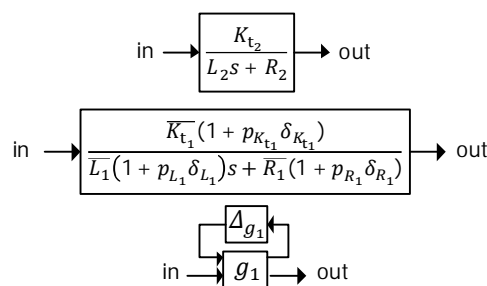 in K_{t_2} out
L_2 s + R_2
\overline{K_{t_1}}(1 + p_{K_{t_1}} δ_{K_{t_1}})
in out
\overline{L_1}(1 + p_{L_1} δ_{L_1})s + \overline{R_1}(1 + p_{R_1} δ_{R_1})
Δ_{g_1}
in g_1 out